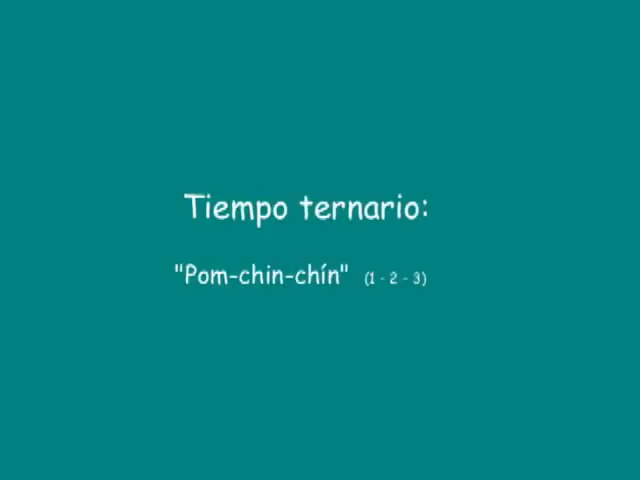 Tiempo ternario:
"Pom-chin-chín" (1 - 2 - 3)